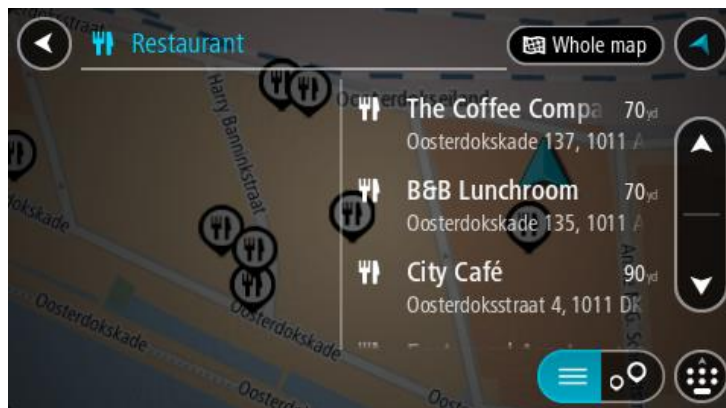 Restaurant
Whole map
The Coffee Compa 70yd
Oosterdokskade 137, 1011 A
B&B Lunchroom 70yd
Oosterdokskade 135, 1011 A
City Café 90yd
Oosterdoksstraat 4, 1011 DK
Oosterdokseiland
Harry Banninkstraat
Oosterdokskade
Oosterdokskade